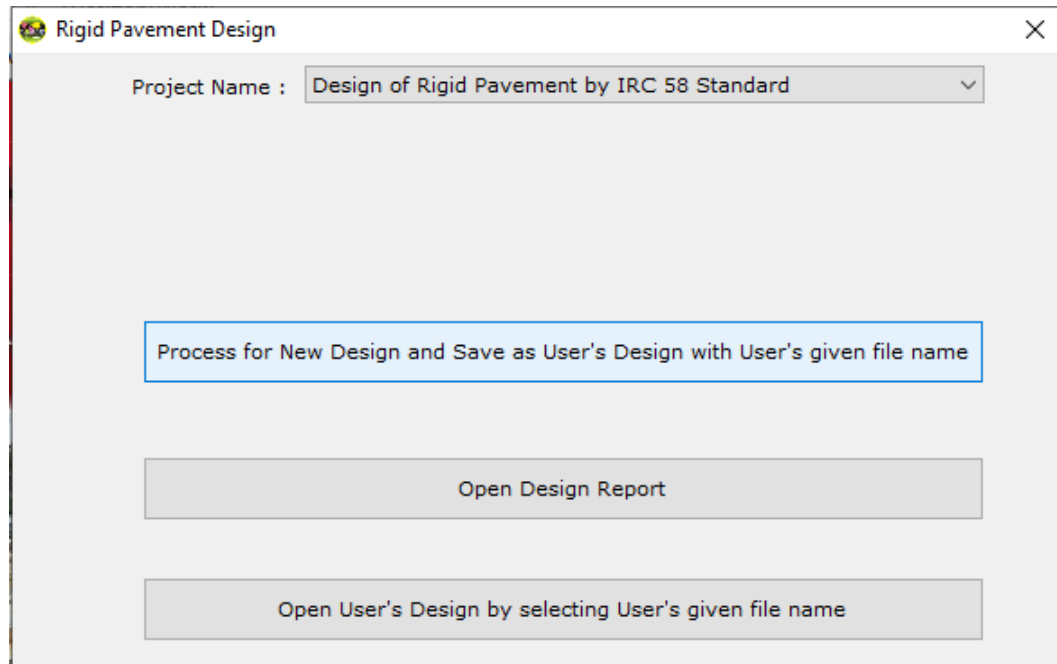 Rigid Pavement Design
Project Name : Design of Rigid Pavement by IRC 58 Standard
Process for New Design and Save as User's Design with User's given file name
Open Design Report
Open User's Design by selecting User's given file name